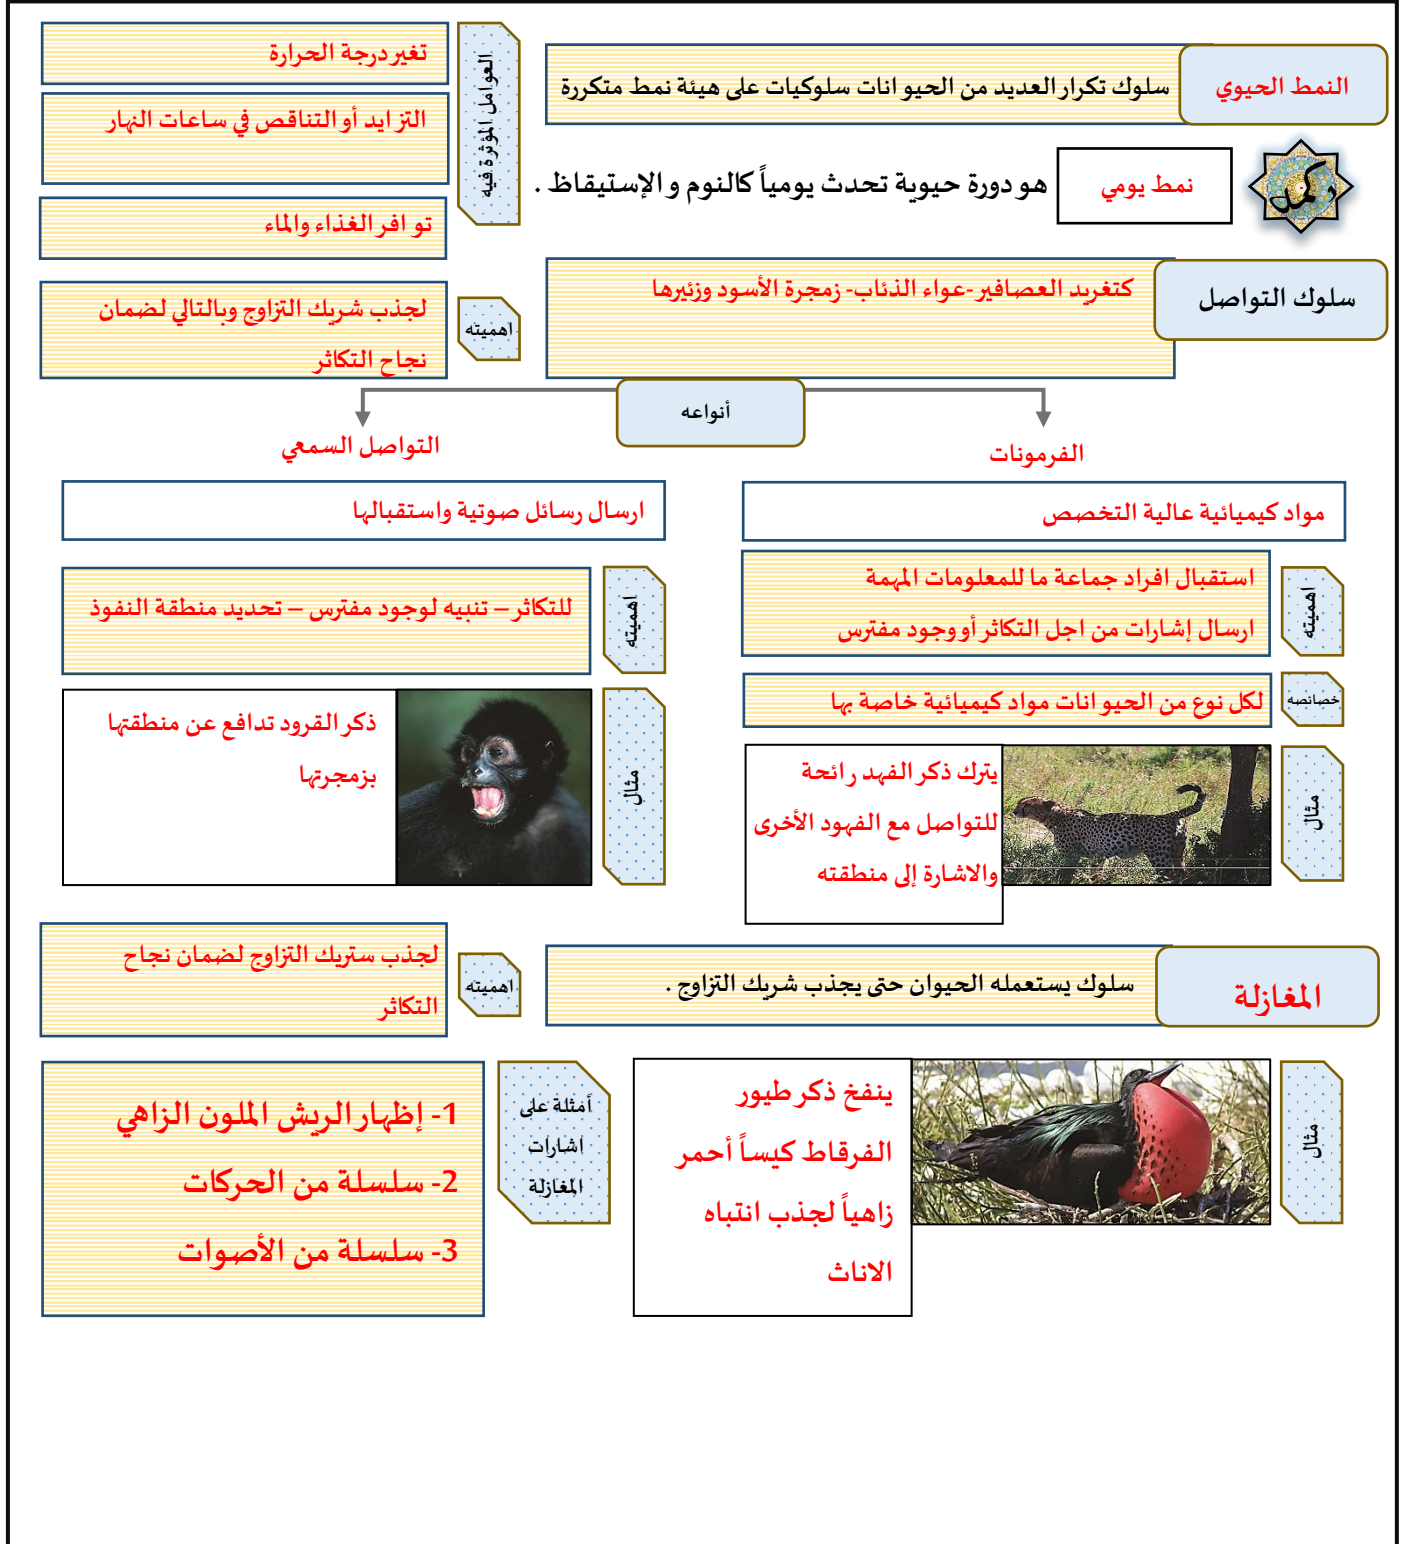 النمط الحيوي
سلوك تكرار العديد من الحيوانات سلوكيات على هيئة نمط متكررة
العوامل المؤثرة فيه
تغير درجة الحرارة
التزايد أو التناقص في ساعات النهار
توافر الغذاء والماء
نمط يومي
هو دورة حيوية تحدث يومياً كالنوم والإستيقاظ .
سلوك التواصل
كتغريد العصافير -عواء الذئاب- زمجرة الأسود وزئيرها
اهميته
لجذب شريك التزاوج وبالتالي لضمان
نجاح التكاثر
أنواعه
الفرمونات
مواد كيميائية عالية التخصص
اهميته
استقبال افراد جماعة ما للمعلومات المهمة
ارسال إشارات من اجل التكاثر أو وجود مفترس
خصائصه
لكل نوع من الحيوانات مواد كيميائية خاصة بها
مثال
يترك ذكر الفهد رائحة
للتواصل مع الفهود الأخرى
والاشارة إلى منطقته
التواصل السمعي
ارسال رسائل صوتية واستقبالها
اهميته
للتكاثر – تنبيه لوجود مفترس – تحديد منطقة النفوذ
مثال
ذكر القرود تدافع عن منطقتها
بزمجرتها
المغازلة
سلوك يستعمله الحيوان حتى يجذب شريك التزاوج .
اهميته
لجذب ستريك التزاوج لضمان نجاح
التكاثر
مثال
ينفخ ذكر طيور
الفرقاط كيساً أحمر
زاهياً لجذب انتباه
الاناث
أمثلة على
اشارات
المغازلة
1- إظهار الريش الملون الزاهي
2- سلسلة من الحركات
3- سلسلة من الأصوات